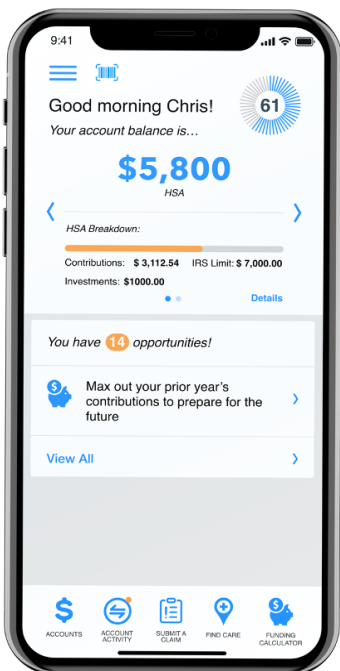 9:41
Good morning Chris!
61
Your account balance is...
$5,800
HSA
HSA Breakdown:
Contributions: $ 3,112.54 IRS Limit: $ 7,000.00
Investments: $1000.00
Details
You have 14 opportunities!
Max out your prior year's
contributions to prepare for the
future
View All
ACCOUNTS
ACCOUNT
ACTIVITY
SUBMIT A
CLAIM
FIND CARE
FUNDING
CALCULATOR